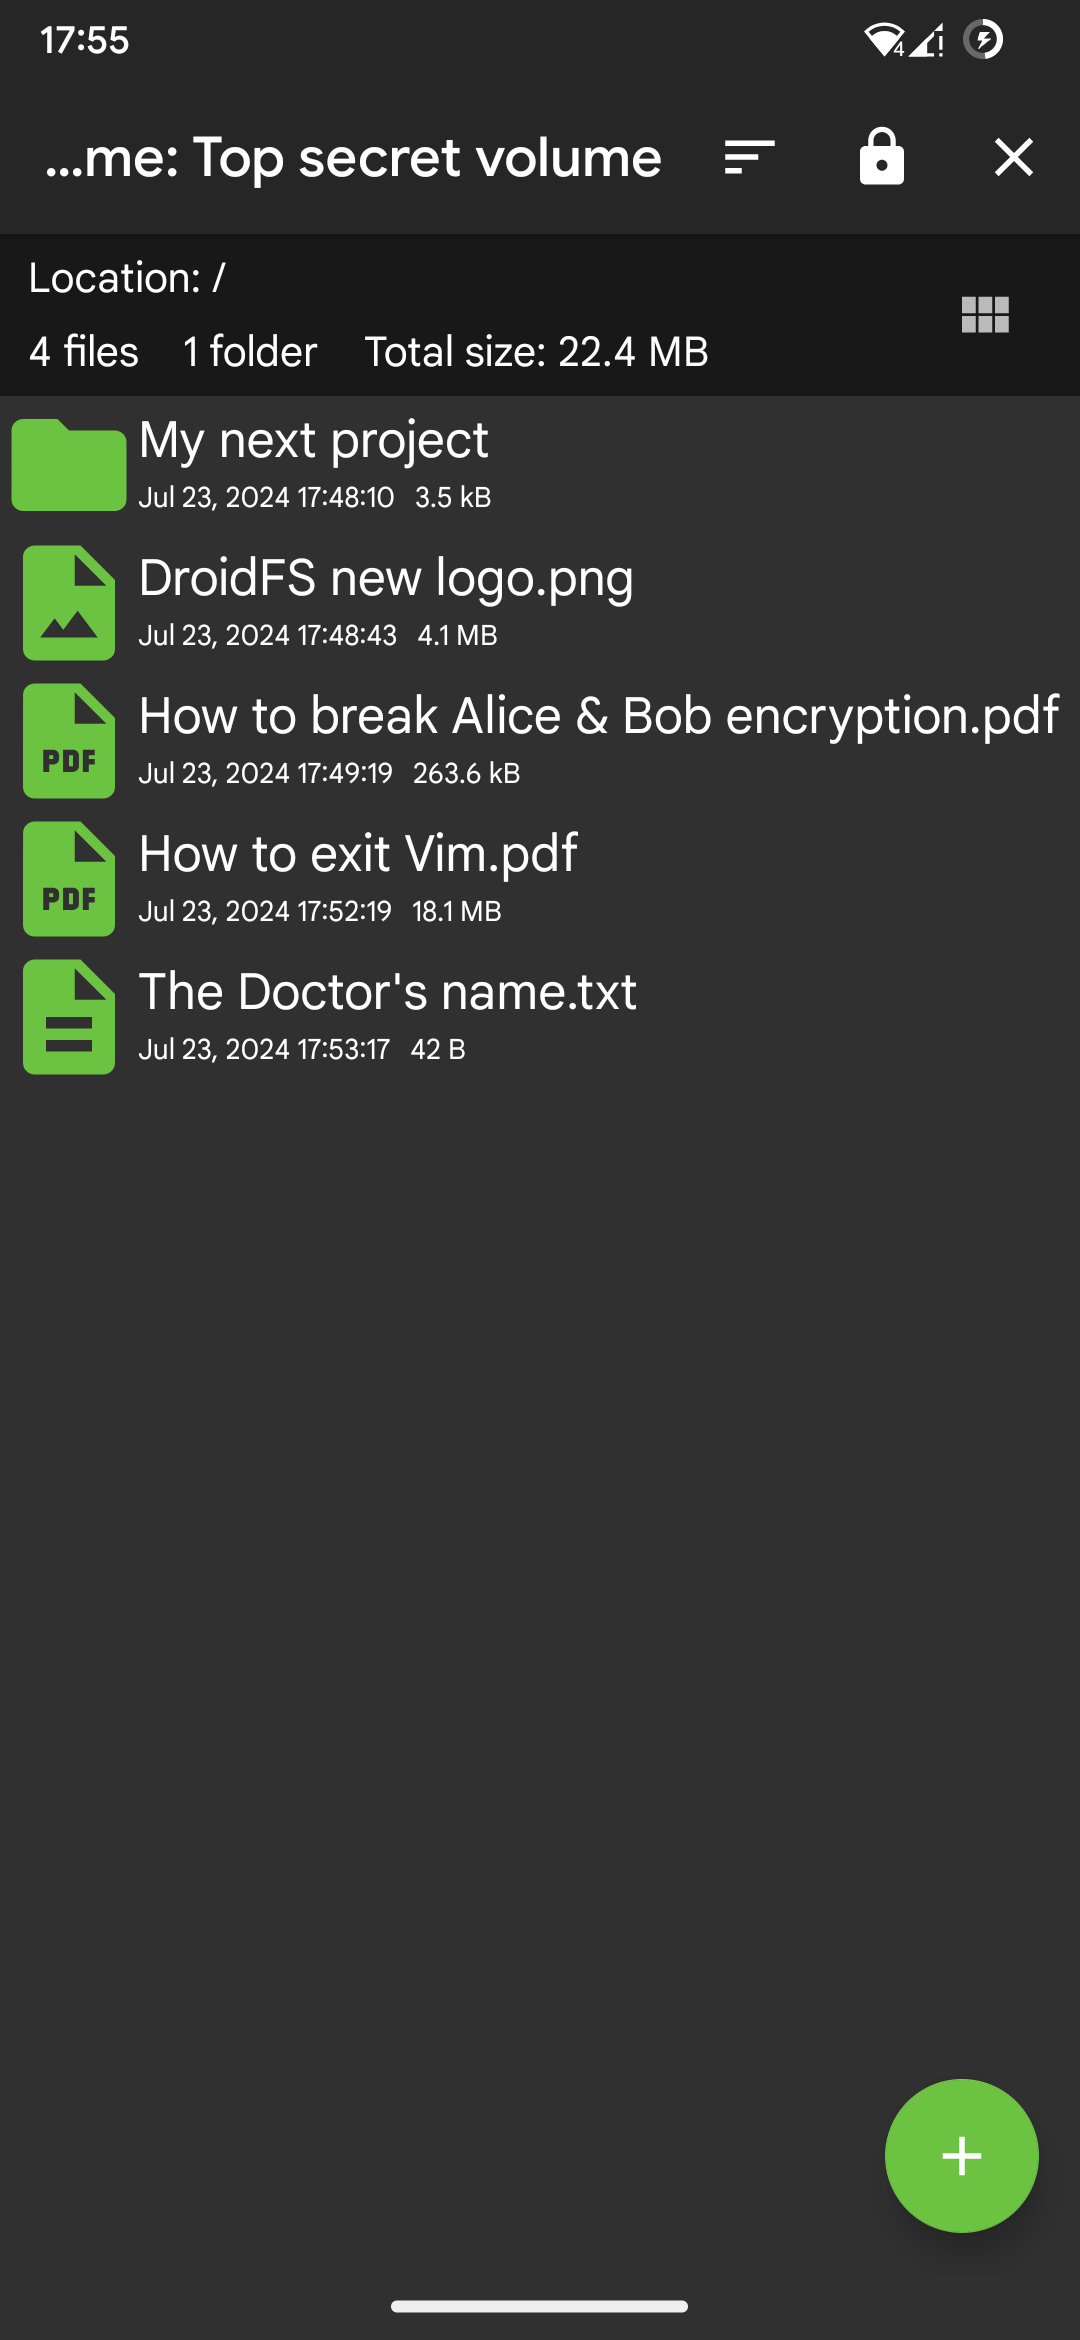 17:55
4
...me: Top secret volume
Location: /
4 files 1 folder Total size: 22.4 MB
My next project
Jul 23, 2024 17:48:10 3.5 kB
DroidFS new logo.png
Jul 23, 2024 17:48:43 4.1 MB
How to break Alice & Bob encryption.pdf
PDF
Jul 23, 2024 17:49:19 263.6 kB
How to exit Vim.pdf
PDF
Jul 23, 2024 17:52:19 18.1 MB
The Doctor's name.txt
Jul 23, 2024 17:53:17 42 B